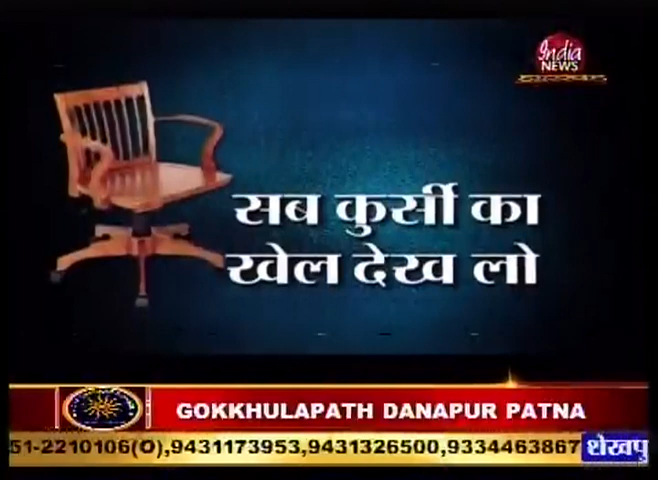 India
NEWS
सब कुर्सी का
खेल देख लो
GOKKHULAPATH DANAPUR PATNA
51-2210106(O),9431173953,9431326500,9334463867
शेखपु